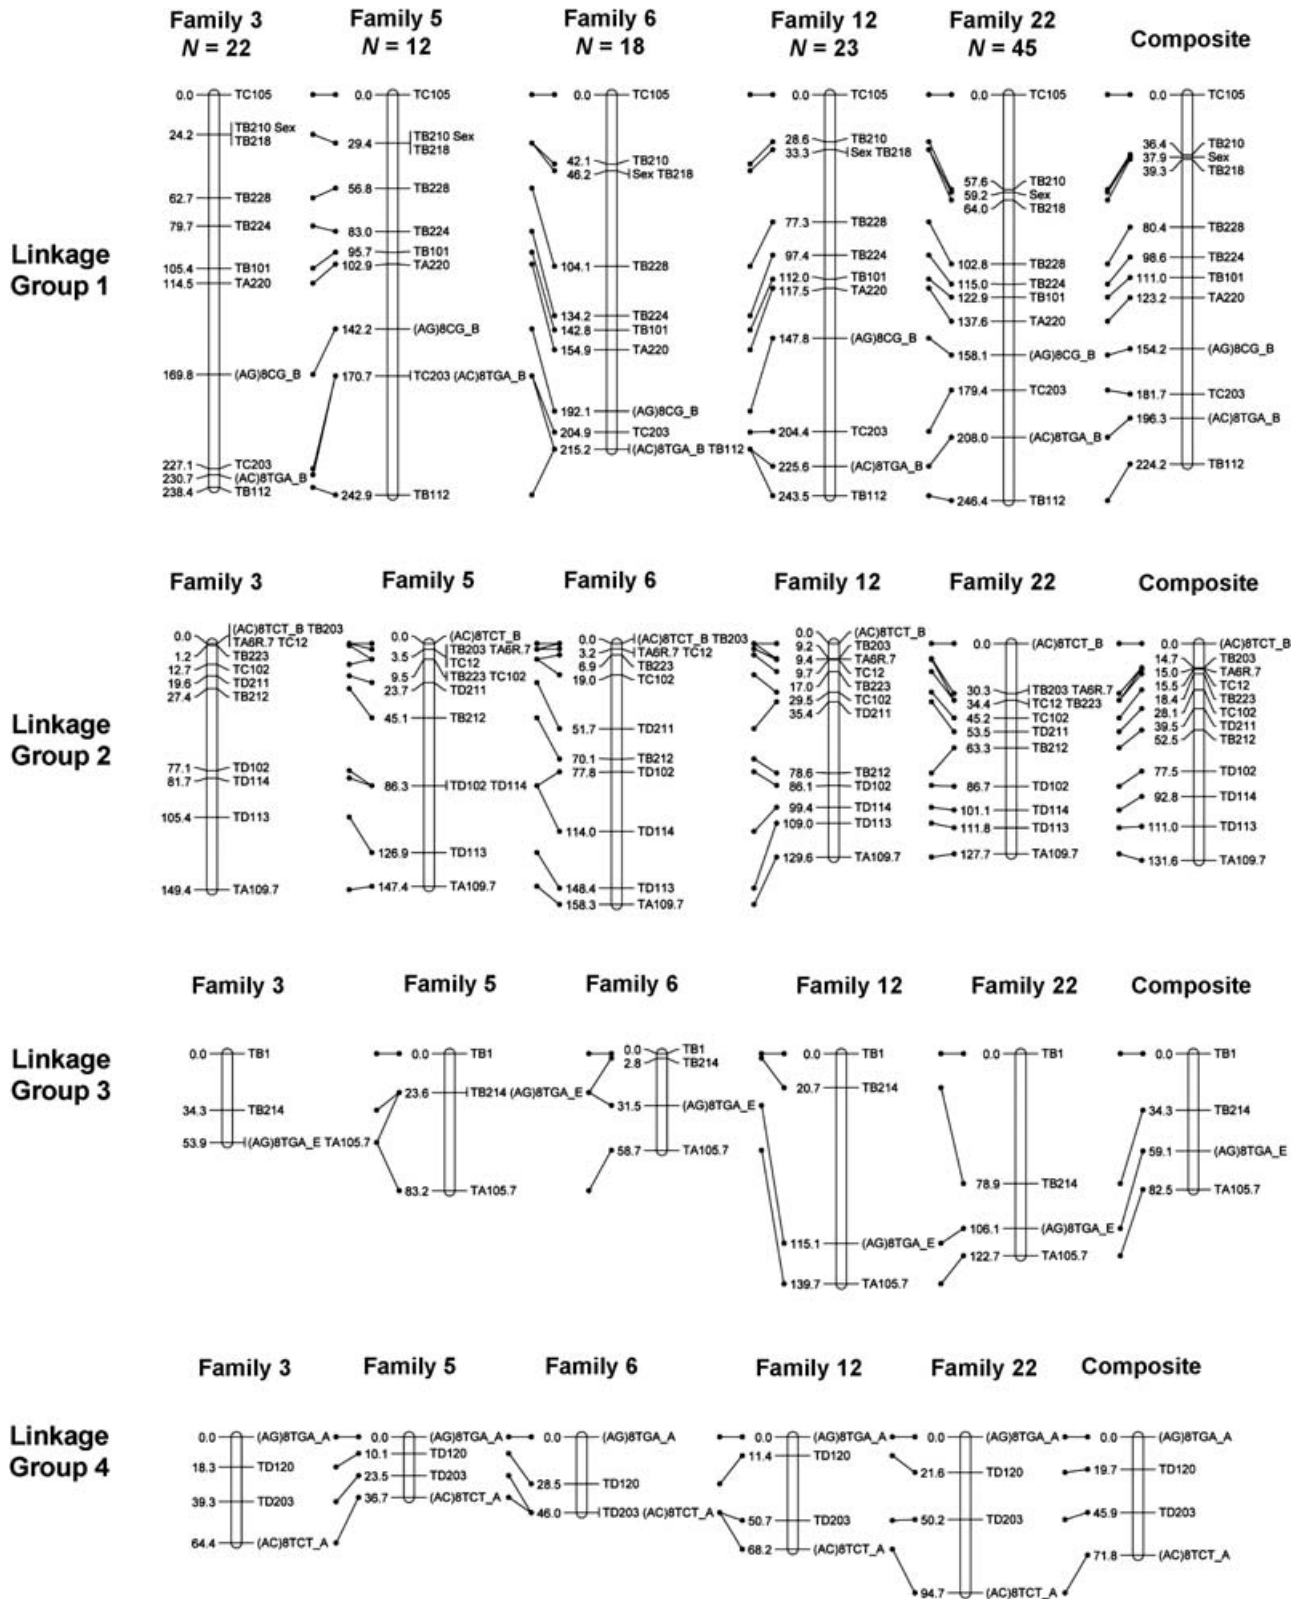 Family 3
N = 22
Family 5
N = 12
Family 6
N = 18
Family 12
N = 23
Family 22
N = 45
Composite
Linkage
Group 1
0.0 TC105
24.2 TB210 Sex
TB218
62.7 TB228
79.7 TB224
105.4 TB101
114.5 TA220
169.8 (AG)8CG_B
227.1 TC203
230.7 (AC)8TGA_B
238.4 TB112
0.0 TC105
29.4 TB210 Sex
TB218
56.8 TB228
83.0 TB224
95.7 TB101
102.9 TA220
142.2 (AG)8CG_B
170.7 TC203 (AC)8TGA_B
242.9 TB112
0.0 TC105
42.1 TB210
46.2 Sex TB218
104.1 TB228
134.2 TB224
142.8 TB101
154.9 TA220
192.1 (AG)8CG_B
204.9 TC203
215.2 (AC)8TGA_B TB112
0.0 TC105
28.6 TB210
33.3 Sex TB218
77.3 TB228
97.4 TB224
112.0 TB101
117.5 TA220
147.8 (AG)8CG_B
204.4 TC203
225.6 (AC)8TGA_B
243.5 TB112
0.0 TC105
57.6 TB210
59.2 Sex
64.0 TB218
102.8 TB228
115.0 TB224
122.9 TB101
137.6 TA220
158.1 (AG)8CG_B
179.4 TC203
208.0 (AC)8TGA_B
246.4 TB112
0.0 TC105
36.4 TB210
37.9 Sex
39.3 TB218
80.4 TB228
98.6 TB224
111.0 TB101
123.2 TA220
154.2 (AG)8CG_B
181.7 TC203
196.3 (AC)8TGA_B
224.2 TB112
Family 3
Family 5
Family 6
Family 12
Family 22
Composite
Linkage
Group 2
0.0 (AC)8TCT_B TB203
TA6R.7 TC12
1.2 TB223
12.7 TC102
19.6 TD211
27.4 TB212
77.1 TD102
81.7 TD114
105.4 TD113
149.4 TA109.7
0.0 (AC)8TCT_B
3.5 TB203 TA6R.7
TC12
9.5 TB223 TC102
23.7 TD211
45.1 TB212
86.3 TD102 TD114
126.9 TD113
147.4 TA109.7
0.0 (AC)8TCT_B TB203
3.2 TA6R.7 TC12
6.9 TB223
19.0 TC102
51.7 TD211
70.1 TB212
77.8 TD102
114.0 TD114
148.4 TD113
158.3 TA109.7
0.0 (AC)8TCT_B
9.2 TB203
9.4 TA6R.7
9.7 TC12
17.0 TB223
29.5 TC102
35.4 TD211
78.6 TB212
86.1 TD102
99.4 TD114
109.0 TD113
129.6 TA109.7
0.0 (AC)8TCT_B
30.3 TB203 TA6R.7
34.4 TC12 TB223
45.2 TC102
53.5 TD211
63.3 TB212
86.7 TD102
101.1 TD114
111.8 TD113
127.7 TA109.7
0.0 (AC)8TCT_B
14.7 TB203
15.0 TA6R.7
15.5 TC12
18.4 TB223
28.1 TC102
39.5 TD211
52.5 TB212
77.5 TD102
92.8 TD114
111.0 TD113
131.6 TA109.7
Family 3
Family 5
Family 6
Family 12
Family 22
Composite
Linkage
Group 3
0.0 TB1
34.3 TB214
53.9 (AG)8TGA_E TA105.7
0.0 TB1
23.6 TB214 (AG)8TGA_E
83.2 TA105.7
0.0 TB1
2.8 TB214
31.5 (AG)8TGA_E
58.7 TA105.7
0.0 TB1
20.7 TB214
115.1 (AG)8TGA_E
139.7 TA105.7
0.0 TB1
78.9 TB214
106.1 (AG)8TGA_E
122.7 TA105.7
0.0 TB1
34.3 TB214
59.1 (AG)8TGA_E
82.5 TA105.7
Family 3
Family 5
Family 6
Family 12
Family 22
Composite
Linkage
Group 4
0.0 (AG)8TGA_A
18.3 TD120
39.3 TD203
64.4 (AC)8TCT_A
0.0 (AG)8TGA_A
10.1 TD120
23.5 TD203
36.7 (AC)8TCT_A
0.0 (AG)8TGA_A
28.5 TD120
46.0 TD203 (AC)8TCT_A
0.0 (AG)8TGA_A
11.4 TD120
50.7 TD203
68.2 (AC)8TCT_A
0.0 (AG)8TGA_A
21.6 TD120
50.2 TD203
94.7 (AC)8TCT_A
0.0 (AG)8TGA_A
19.7 TD120
45.9 TD203
71.8 (AC)8TCT_A